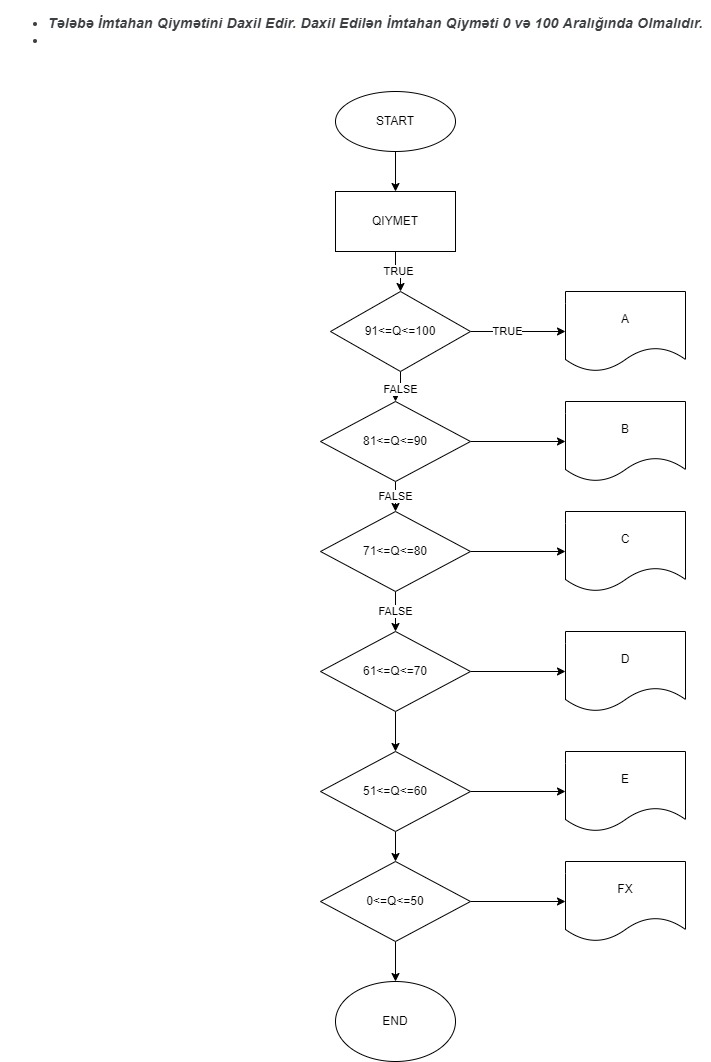 Tələbə İmtahan Qiymətini Daxil Edir. Daxil Edilən İmtahan Qiyməti 0 və 100 Aralığında Olmalıdır.
START
QIYMET
TRUE
91<=Q<=100
TRUE
A
FALSE
81<=Q<=90
B
FALSE
71<=Q<=80
C
FALSE
61<=Q<=70
D
51<=Q<=60
E
0<=Q<=50
FX
END